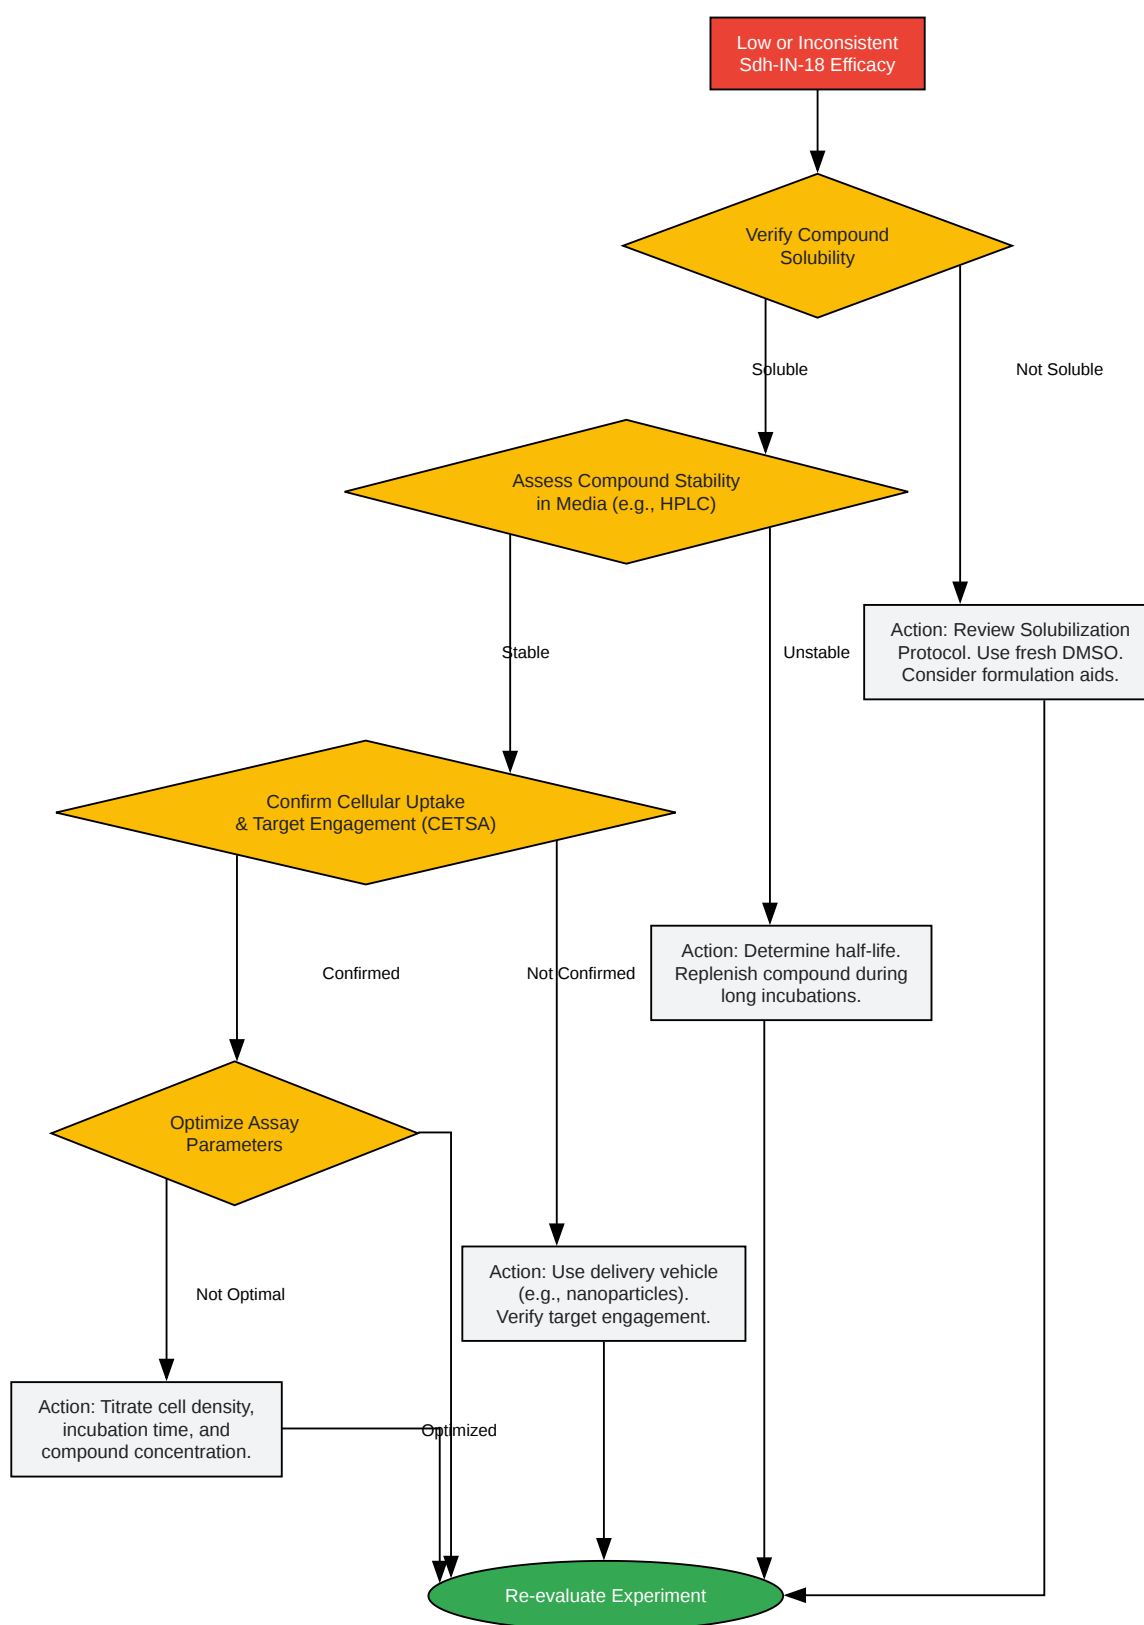 Low or Inconsistent
Sdh-IN-18 Efficacy
Verify Compound
Solubility
Soluble
Not Soluble
Assess Compound Stability
in Media (e.g., HPLC)
Stable
Unstable
Action: Review Solubilization
Protocol. Use fresh DMSO.
Consider formulation aids.
Confirm Cellular Uptake
& Target Engagement (CETSA)
Confirmed
Not Confirmed
Action: Determine half-life.
Replenish compound during
long incubations.
Optimize Assay
Parameters
Not Optimal
Action: Use delivery vehicle
(e.g., nanoparticles).
Verify target engagement.
Action: Titrate cell density,
incubation time, and
compound concentration.
Optimized
Re-evaluate Experiment